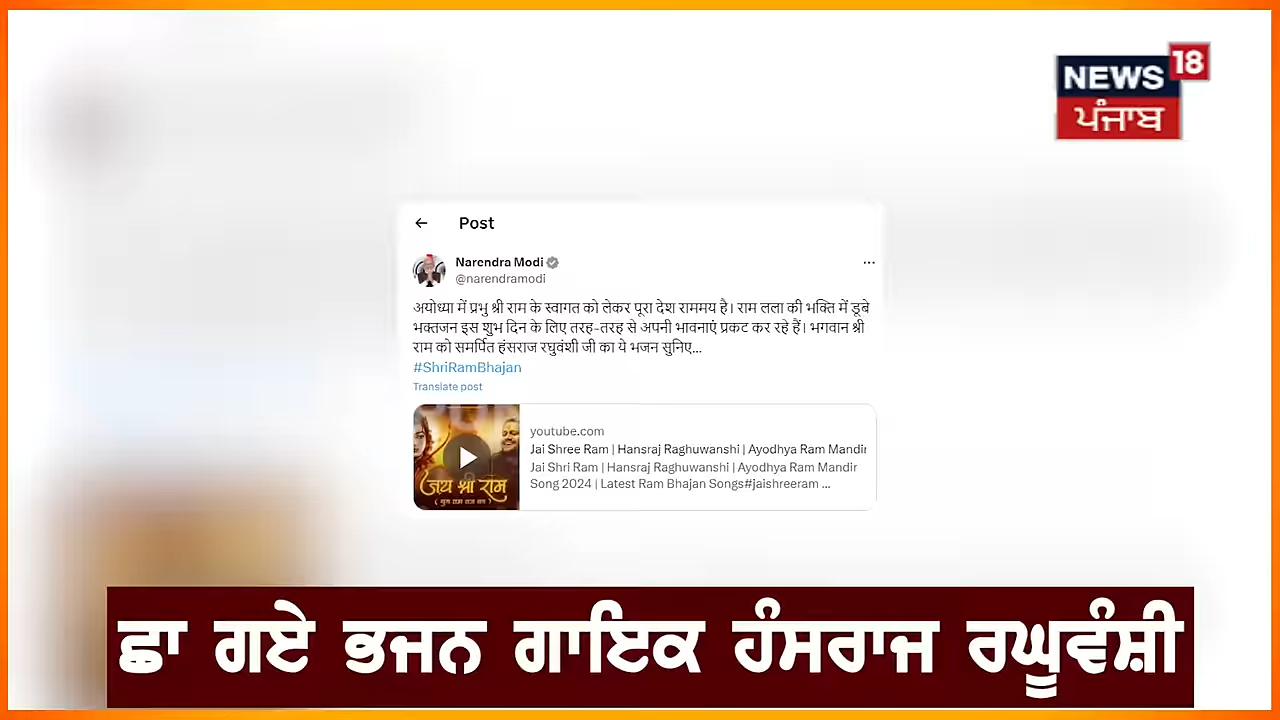 NEWS 18
ਪੰਜਾਬ
Post
Narendra Modi
@narendramodi
अयोध्या में प्रभु श्री राम के स्वागत को लेकर पूरा देश राममय है। राम लला की भक्ति में डूबे
भक्तजन इस शुभ दिन के लिए तरह-तरह से अपनी भावनाएं प्रकट कर रहे हैं। भगवान श्री
राम को समर्पित हंसराज रघुवंशी जी का ये भजन सुनिए...
#ShriRamBhajan
Translate post
youtube.com
Jai Shree Ram | Hansraj Raghuwanshi | Ayodhya Ram Mandir
Jai Shri Ram | Hansraj Raghuwanshi | Ayodhya Ram Mandir
Song 2024 | Latest Ram Bhajan Songs#jaishreeram ...
जय श्री राम
ਛਾ ਗਏ ਭਜਨ ਗਾਇਕ ਹੰਸਰਾਜ ਰਘੂਵੰਸ਼ੀ